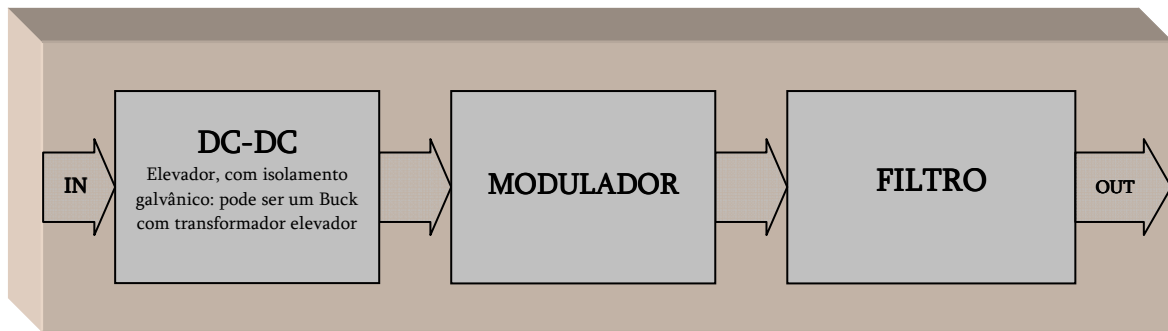 IN
DC-DC
Elevador, com isolamento
galvânico: pode ser um Buck
com transformador elevador
MODULADOR
FILTRO
OUT